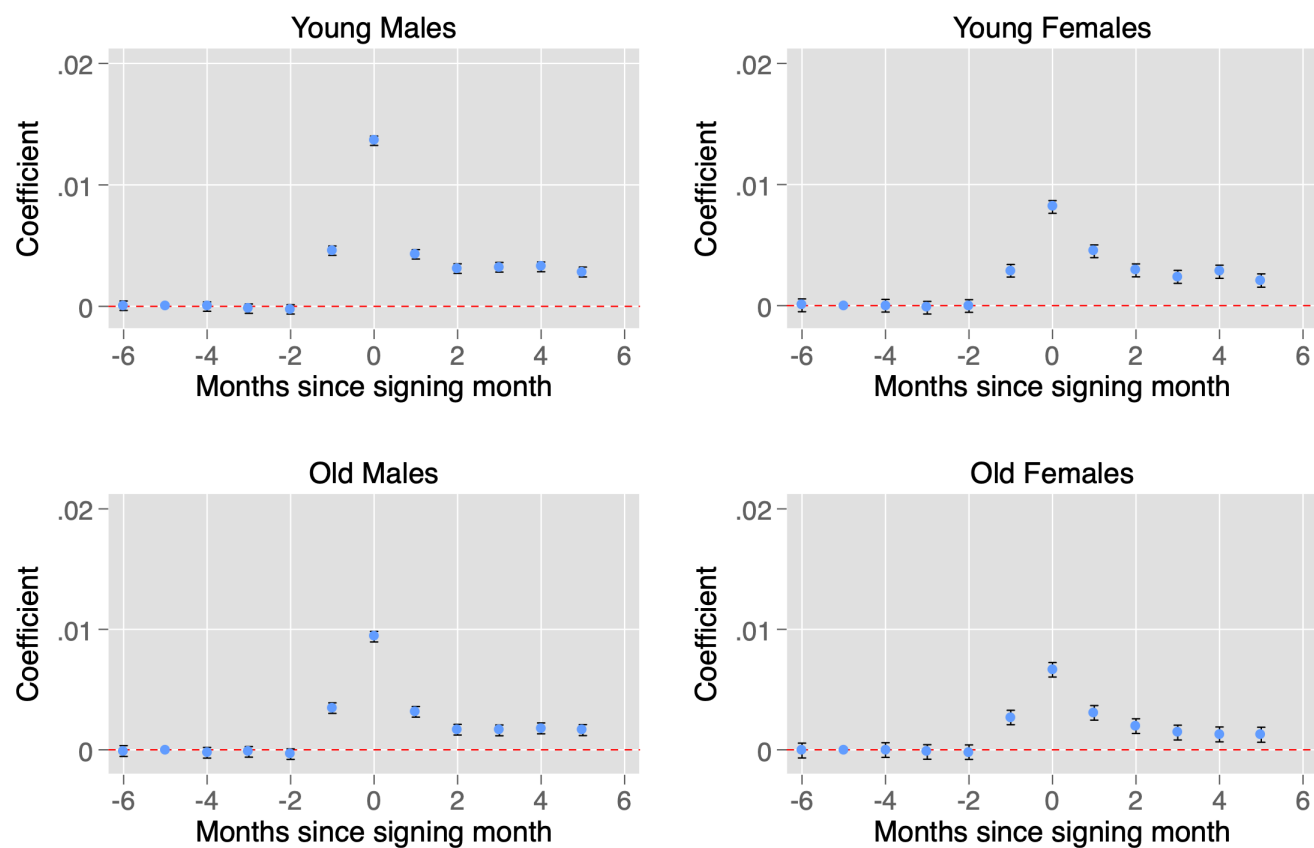 Young Males
.02
.01
0
Coefficient
-6 -4 -2 0 2 4 6
Months since signing month
Young Females
.02
.01
0
Coefficient
-6 -4 -2 0 2 4 6
Months since signing month
Old Males
.02
.01
0
Coefficient
-6 -4 -2 0 2 4 6
Months since signing month
Old Females
.02
.01
0
Coefficient
-6 -4 -2 0 2 4 6
Months since signing month